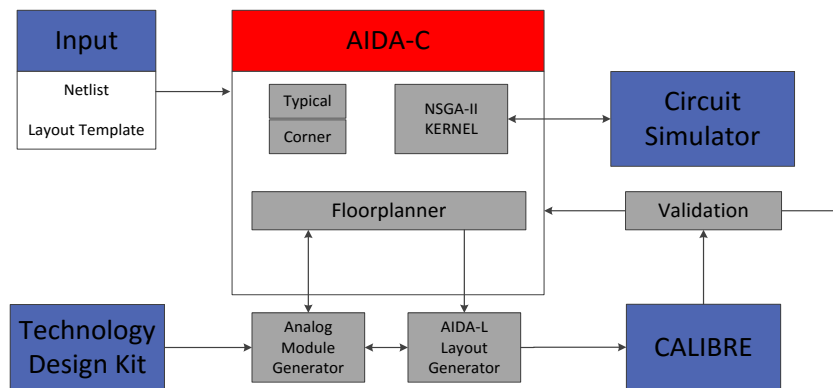 Input
Netlist
Layout Template
AIDA-C
Typical
Corner
NSGA-II
KERNEL
Circuit
Simulator
Floorplanner
Validation
Technology
Design Kit
Analog
Module
Generator
AIDA-L
Layout
Generator
CALIBRE